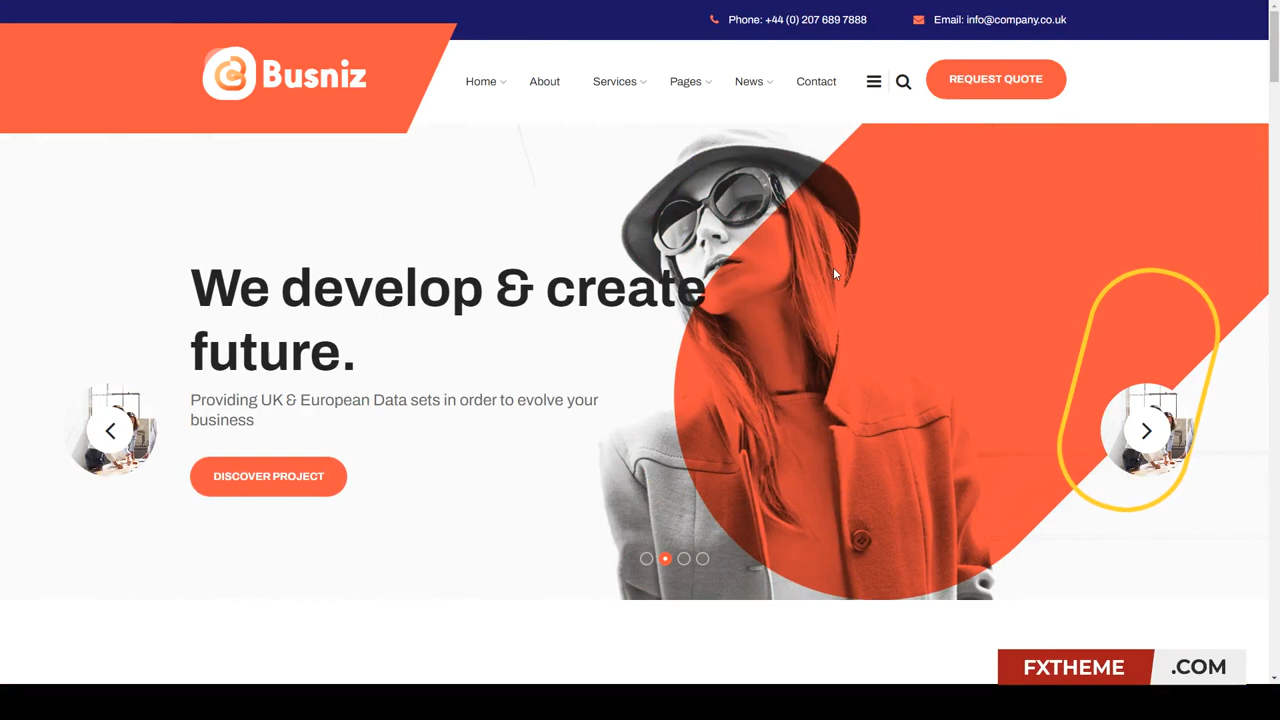 Phone: +44 (0) 207 689 7888
Email: info@company.co.uk
Busniz
Home
About
Services
Pages
News
Contact
REQUEST QUOTE
We develop & create
future.
Providing UK & European Data sets in order to evolve your
business
DISCOVER PROJECT
FXTHEME .COM